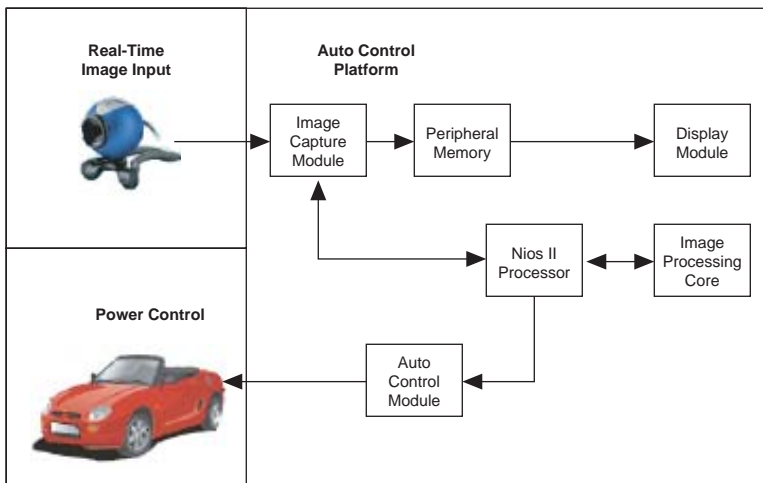 Real-Time
Image Input
Auto Control
Platform
Image
Capture
Module
Peripheral
Memory
Display
Module
Nios II
Processor
Image
Processing
Core
Power Control
Auto
Control
Module